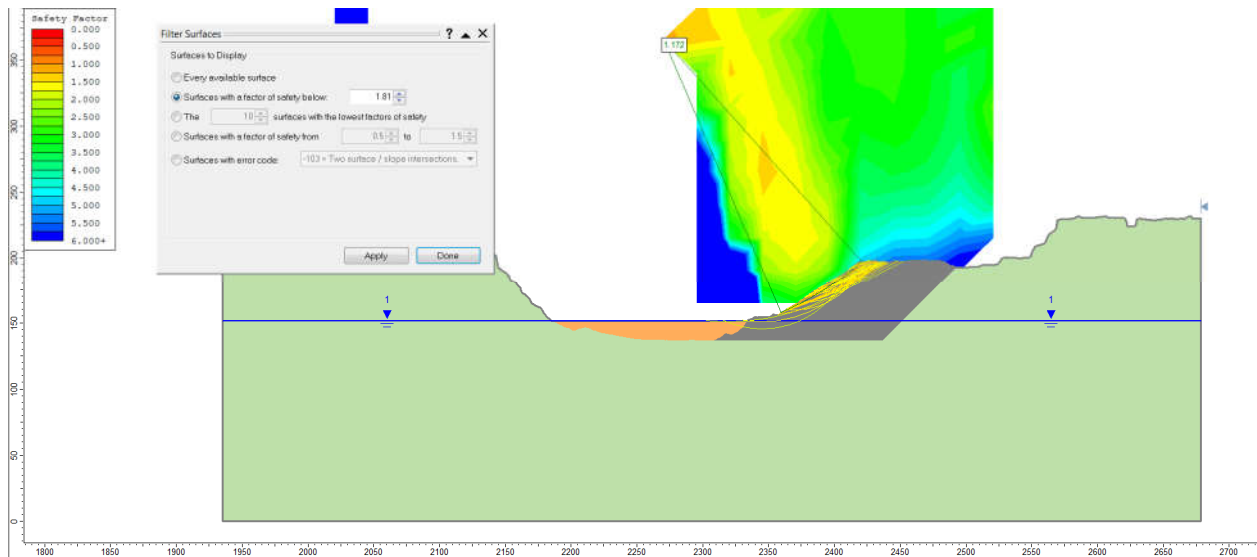 Safety Factor
0.000
0.500
1.000
1.500
2.000
2.500
3.000
3.500
4.000
4.500
5.000
5.500
6.000+
Filter Surfaces
?
Surfaces to Display
Every available surface
Surfaces with a factor of safety below: 1.81
The 10 surfaces with the lowest factors of safety
Surfaces with a factor of safety from 0.5 to 1.5
Surfaces with error code: -103 = Two surface / slope intersections.
Apply Done
1.172
1
1
350
300
250
200
150
100
50
0
1800 1850 1900 1950 2000 2050 2100 2150 2200 2250 2300 2350 2400 2450 2500 2550 2600 2650 2700